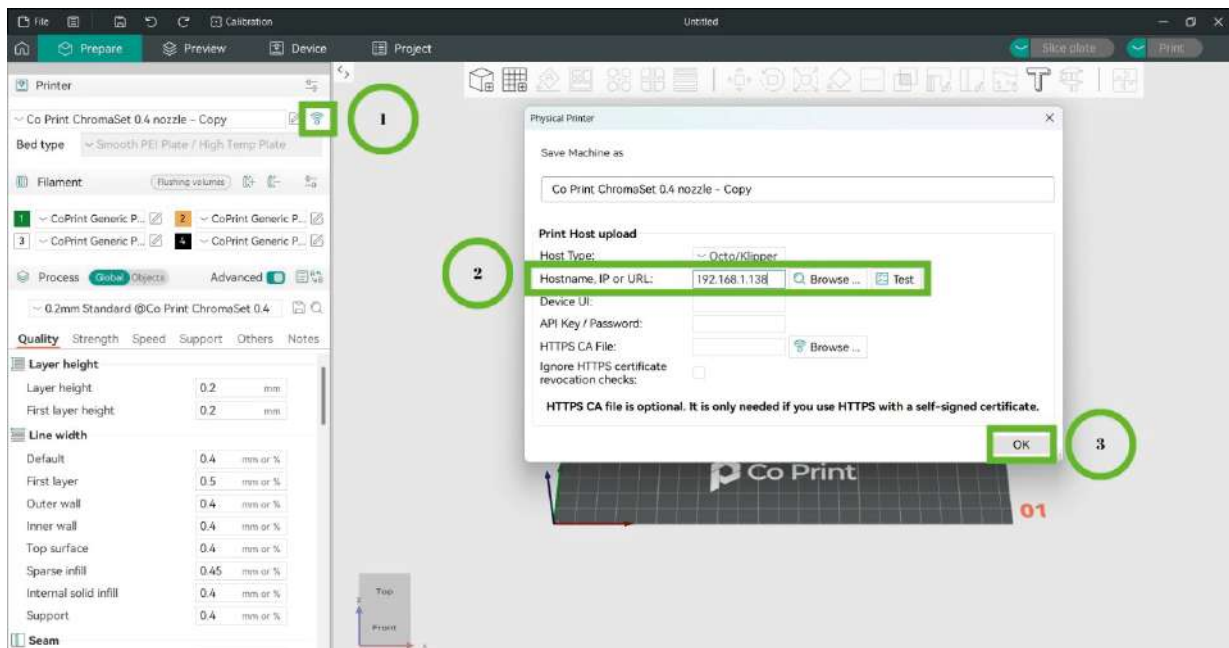 File Calibration Untitled
Prepare Preview Device Project Slice plate Print
Printer
Co Print ChromaSet 0.4 nozzle - Copy
1
Bed type Smooth PEI Plate / High Temp Plate
Filament Flushing volumes
1 CoPrint Generic P... 2 CoPrint Generic P...
3 CoPrint Generic P... 4 CoPrint Generic P...
Process Global Objects Advanced
0.2mm Standard @Co Print ChromaSet 0.4
Quality Strength Speed Support Others Notes
Layer height
Layer height 0.2 mm
First layer height 0.2 mm
Line width
Default 0.4 mm or %
First layer 0.5 mm or %
Outer wall 0.4 mm or %
Inner wall 0.4 mm or %
Top surface 0.4 mm or %
Sparse infill 0.45 mm or %
Internal solid infill 0.4 mm or %
Support 0.4 mm or %
Seam
Physical Printer
Save Machine as
Co Print ChromaSet 0.4 nozzle - Copy
Print Host upload
Host Type: Octo/Klipper
2
Hostname, IP or URL: 192.168.1.138 Browse ... Test
Device UI:
API Key / Password:
HTTPS CA File: Browse ...
Ignore HTTPS certificate
revocation checks:
HTTPS CA file is optional. It is only needed if you use HTTPS with a self-signed certificate.
OK
3
Co Print
01
Top
Front
z
x